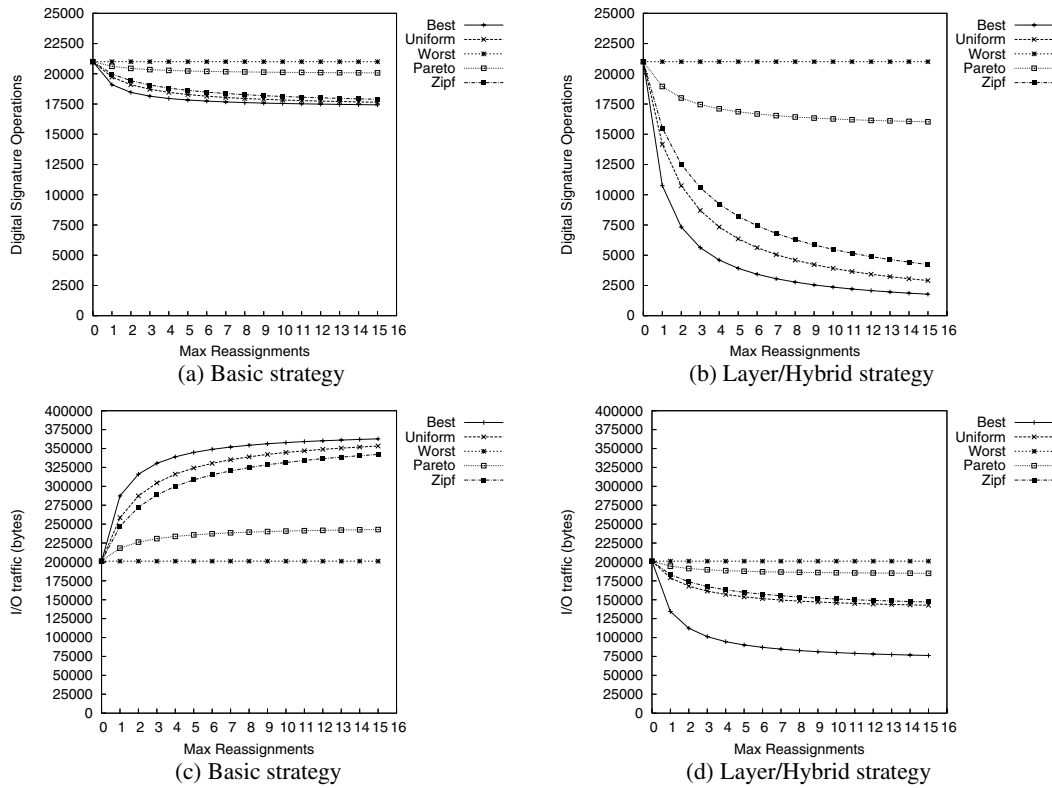 25000
22500
20000
17500
15000
12500
10000
7500
5000
2500
0
Digital Signature Operations
0 1 2 3 4 5 6 7 8 9 10 11 12 13 14 15 16
Max Reassignments
Best
Uniform
Worst
Pareto
Zipf
(a) Basic strategy
25000
22500
20000
17500
15000
12500
10000
7500
5000
2500
0
Digital Signature Operations
0 1 2 3 4 5 6 7 8 9 10 11 12 13 14 15 16
Max Reassignments
Best
Uniform
Worst
Pareto
Zipf
(b) Layer/Hybrid strategy
400000
375000
350000
325000
300000
275000
250000
225000
200000
175000
150000
125000
100000
75000
50000
25000
0
I/O traffic (bytes)
0 1 2 3 4 5 6 7 8 9 10 11 12 13 14 15 16
Max Reassignments
Best
Uniform
Worst
Pareto
Zipf
(c) Basic strategy
400000
375000
350000
325000
300000
275000
250000
225000
200000
175000
150000
125000
100000
75000
50000
25000
0
I/O traffic (bytes)
0 1 2 3 4 5 6 7 8 9 10 11 12 13 14 15 16
Max Reassignments
Best
Uniform
Worst
Pareto
Zipf
(d) Layer/Hybrid strategy